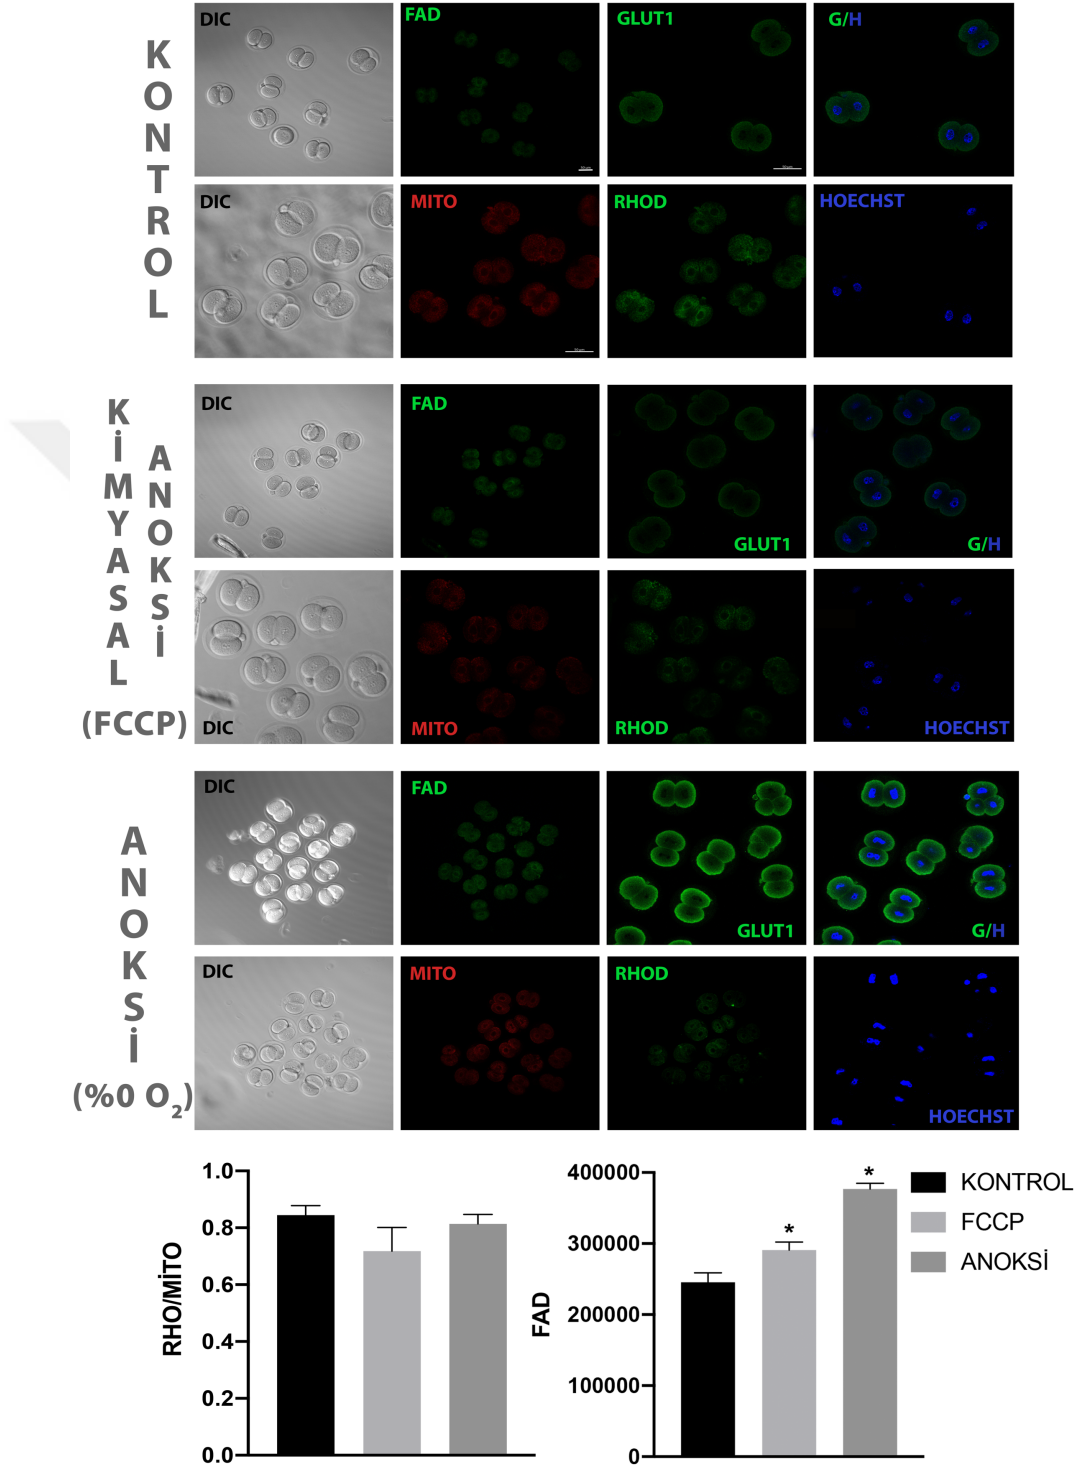 KONTROL
DIC
FAD
GLUT1
G/H
DIC
MITO
RHOD
HOECHST
KİMYASAL
ANOKSİ
(FCCP)
DIC
FAD
GLUT1
G/H
DIC
MITO
RHOD
HOECHST
ANOKSİ
(%0 O2)
DIC
FAD
GLUT1
G/H
DIC
MITO
RHOD
HOECHST
RHO/MİTO
1.0
0.8
0.6
0.4
0.2
0.0
FAD
400000
300000
200000
100000
0
*
*
KONTROL
FCCP
ANOKSİ